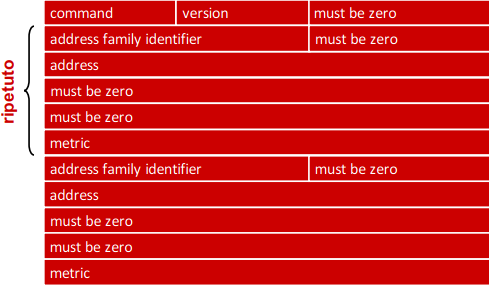 command version must be zero
address family identifier must be zero
address
must be zero
must be zero
metric
address family identifier must be zero
address
must be zero
must be zero
metric
ripetuto